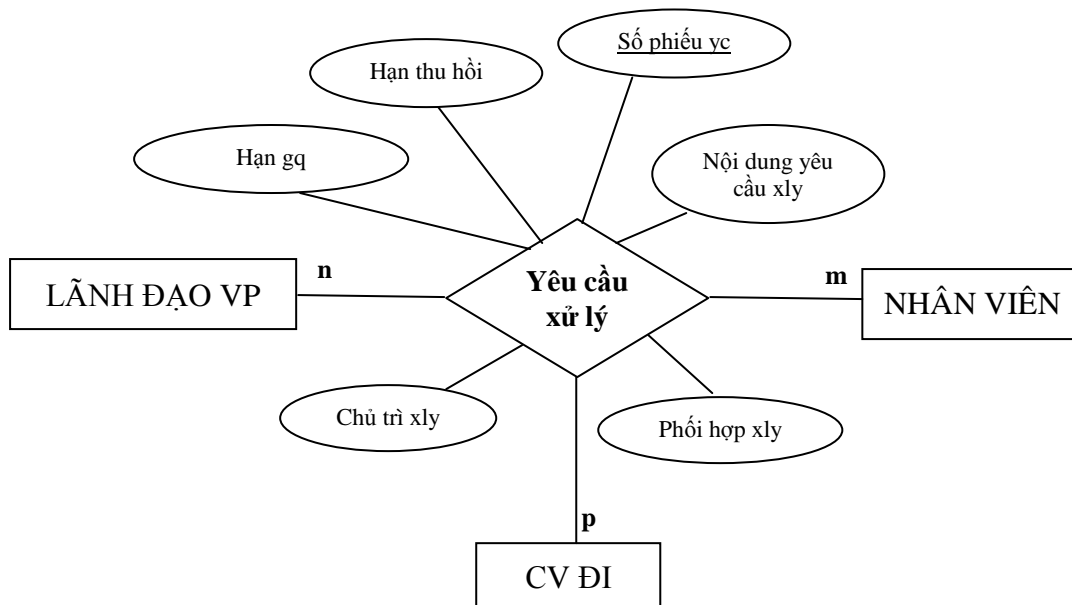 Số phiếu yc
Hạn thu hồi
Hạn gq
Nội dung yêu
cầu xly
n
Yêu cầu
xử lý
m
LÃNH ĐẠO VP
NHÂN VIÊN
Chủ trì xly
Phối hợp xly
p
CV ĐI